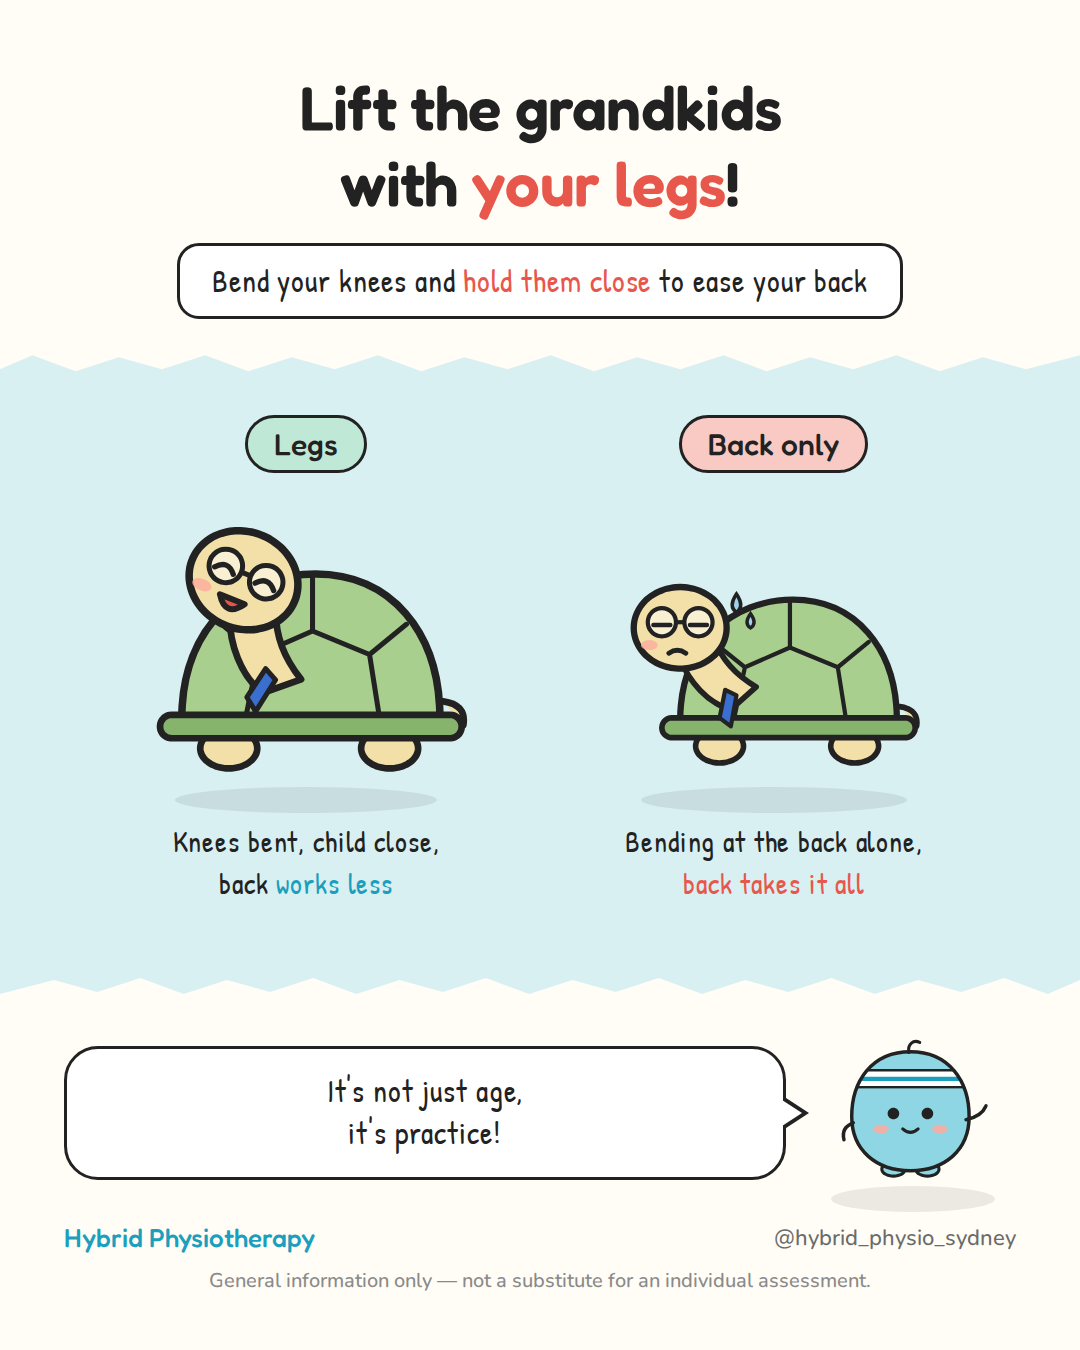 Lift the grandkids
with your legs!
Bend your knees and hold them close to ease your back
Legs
Back only
Knees bent, child close,
back works less
Bending at the back alone,
back takes it all
It's not just age,
it's practice!
Hybrid Physiotherapy
@hybrid_physio_sydney
General information only — not a substitute for an individual assessment.